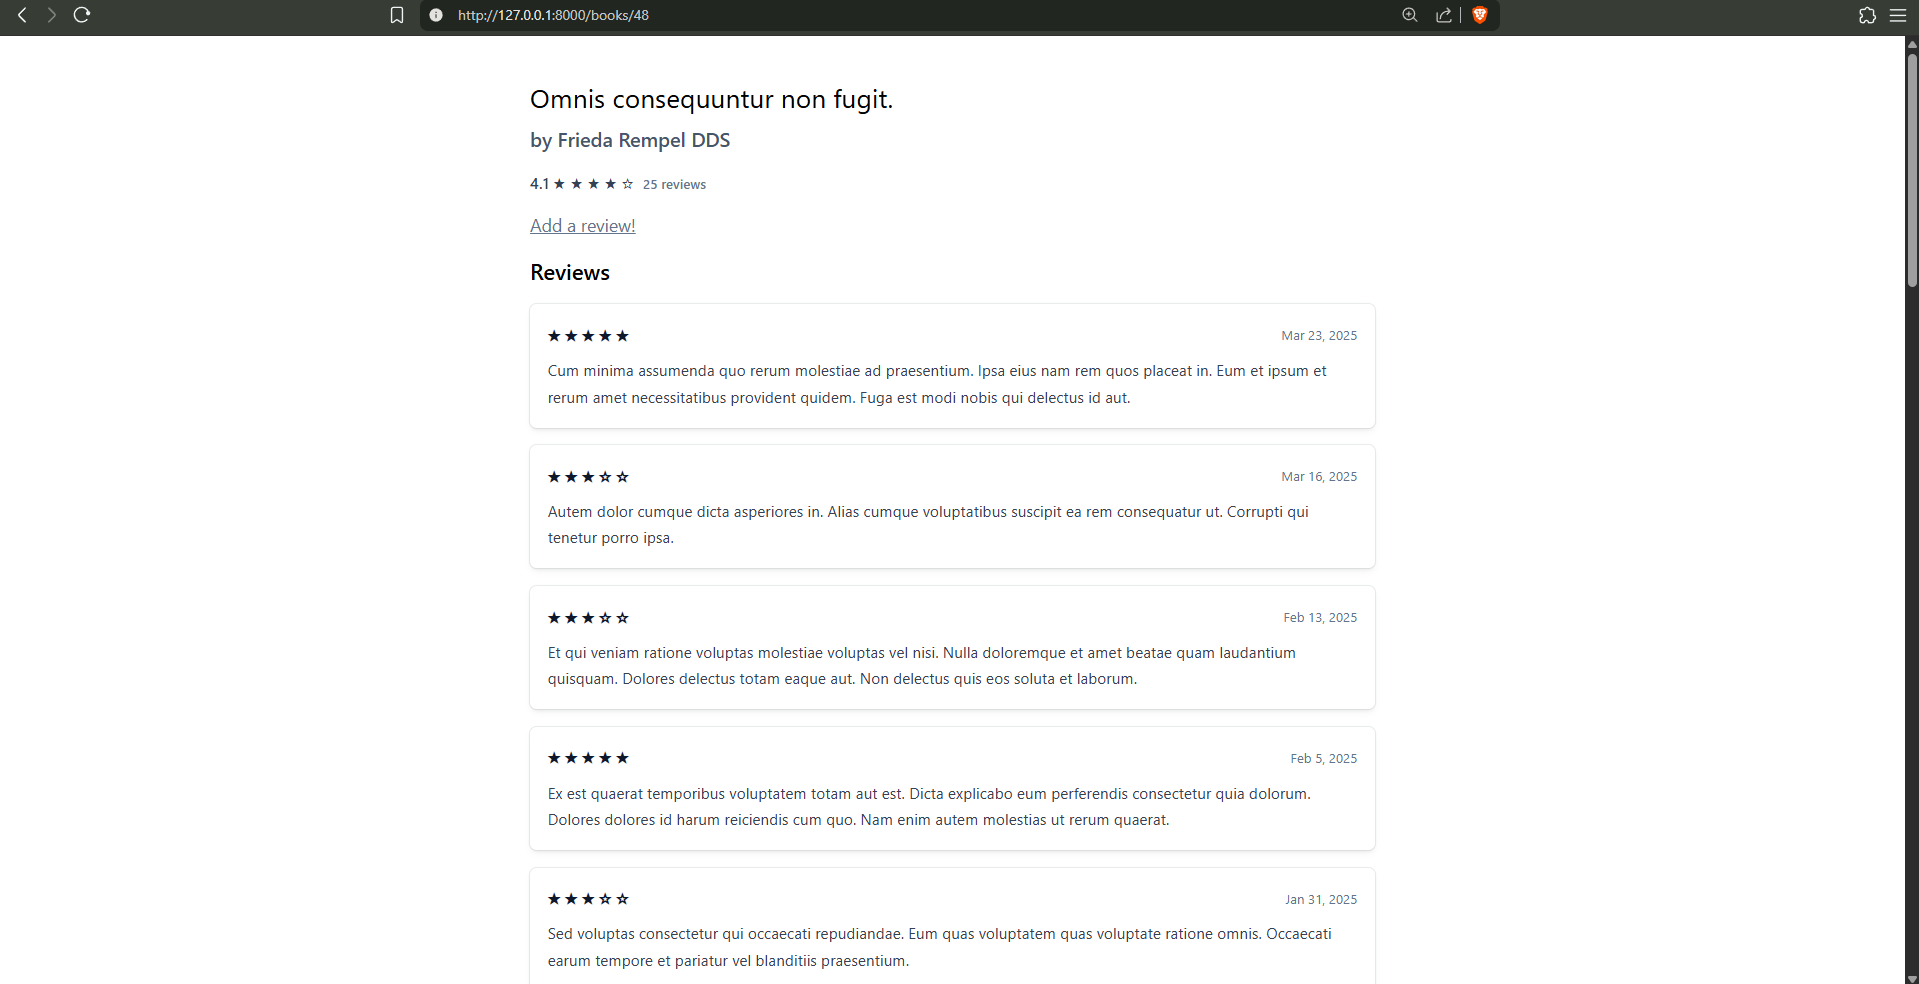 http://127.0.0.1:8000/books/48
Omnis consequuntur non fugit.
by Frieda Rempel DDS
4.1 ★ ★ ★ ★ ☆ 25 reviews
Add a review!
Reviews
★★★★★ Mar 23, 2025
Cum minima assumenda quo rerum molestiae ad praesentium. Ipsa eius nam rem quos placeat in. Eum et ipsum et
rerum amet necessitatibus provident quidem. Fuga est modi nobis qui delectus id aut.
★★★☆☆ Mar 16, 2025
Autem dolor cumque dicta asperiores in. Alias cumque voluptatibus suscipit ea rem consequatur ut. Corrupti qui
tenetur porro ipsa.
★★★☆☆ Feb 13, 2025
Et qui veniam ratione voluptas molestiae voluptas vel nisi. Nulla doloremque et amet beatae quam laudantium
quisquam. Dolores delectus totam eaque aut. Non delectus quis eos soluta et laborum.
★★★★★ Feb 5, 2025
Ex est quaerat temporibus voluptatem totam aut est. Dicta explicabo eum perferendis consectetur quia dolorum.
Dolores dolores id harum reiciendis cum quo. Nam enim autem molestias ut rerum quaerat.
★★★☆☆ Jan 31, 2025
Sed voluptas consectetur qui occaecati repudiandae. Eum quas voluptatem quas voluptate ratione omnis. Occaecati
earum tempore et pariatur vel blanditiis praesentium.